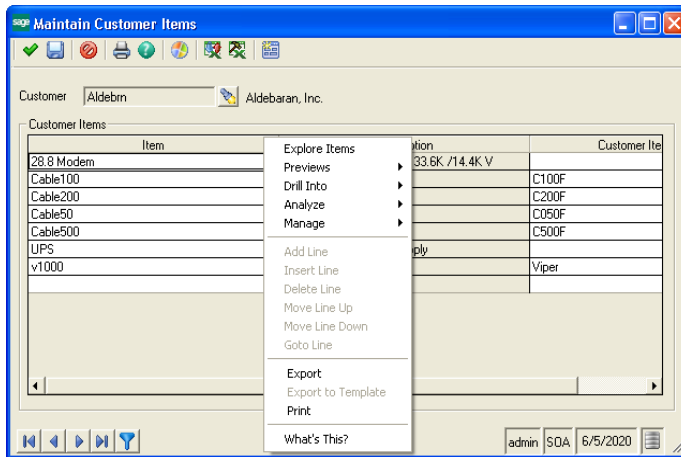 sage Maintain Customer Items
Customer Aldebrn Aldebaran, Inc.
Customer Items
Item ption Customer Ite
28.8 Modem 33.6K /14.4K V
Cable100 C100F
Cable200 C200F
Cable50 C050F
Cable500 C500F
UPS pply
v1000 Viper
Explore Items
Previews
Drill Into
Analyze
Manage
Add Line
Insert Line
Delete Line
Move Line Up
Move Line Down
Goto Line
Export
Export to Template
Print
What's This?
admin SOA 6/5/2020